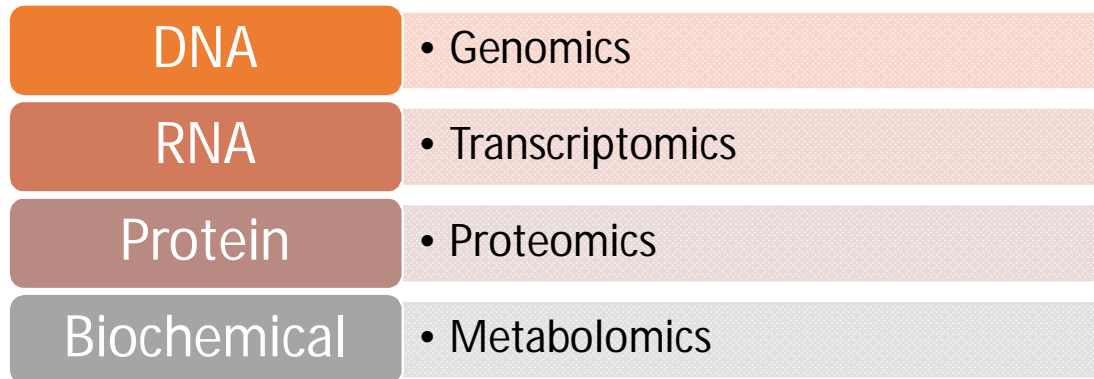 DNA
• Genomics
RNA
• Transcriptomics
Protein
• Proteomics
Biochemical
• Metabolomics